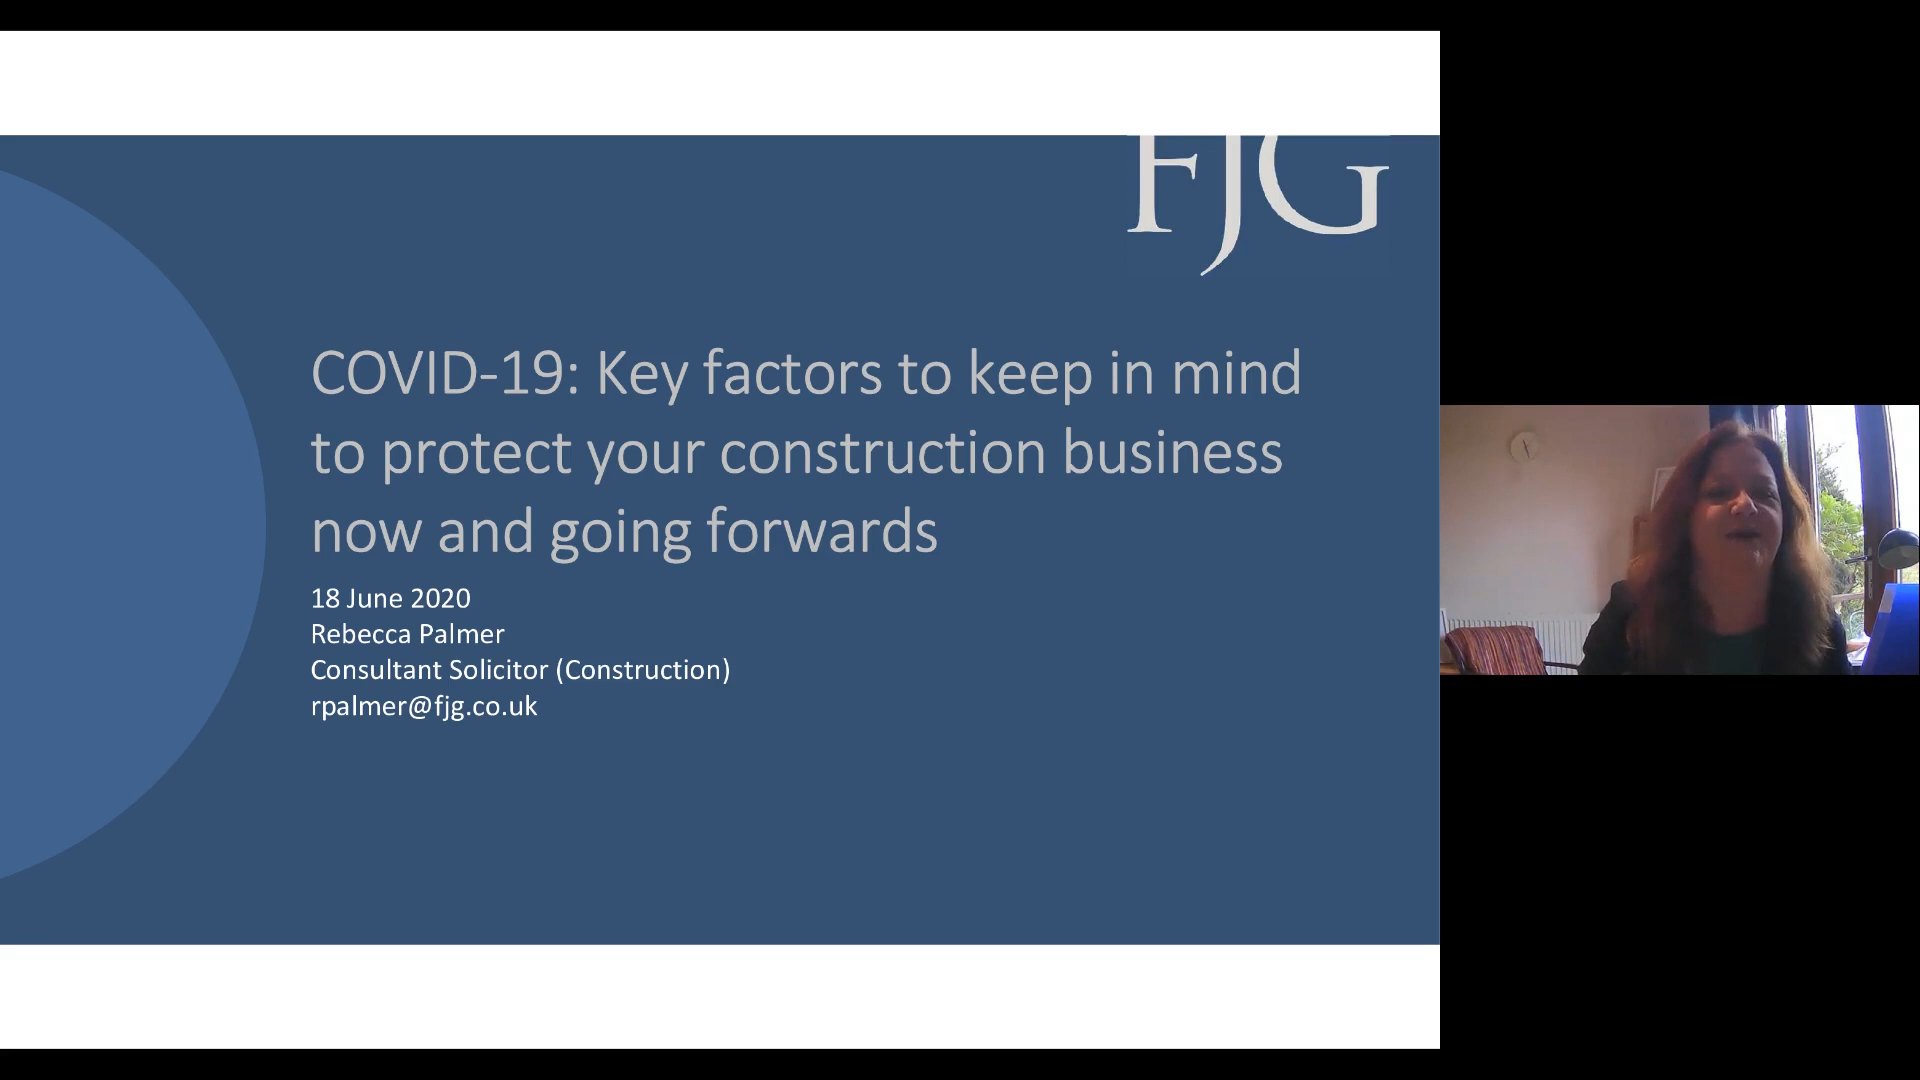 FJG
COVID-19: Key factors to keep in mind
to protect your construction business
now and going forwards
18 June 2020
Rebecca Palmer
Consultant Solicitor (Construction)
rpalmer@fjg.co.uk